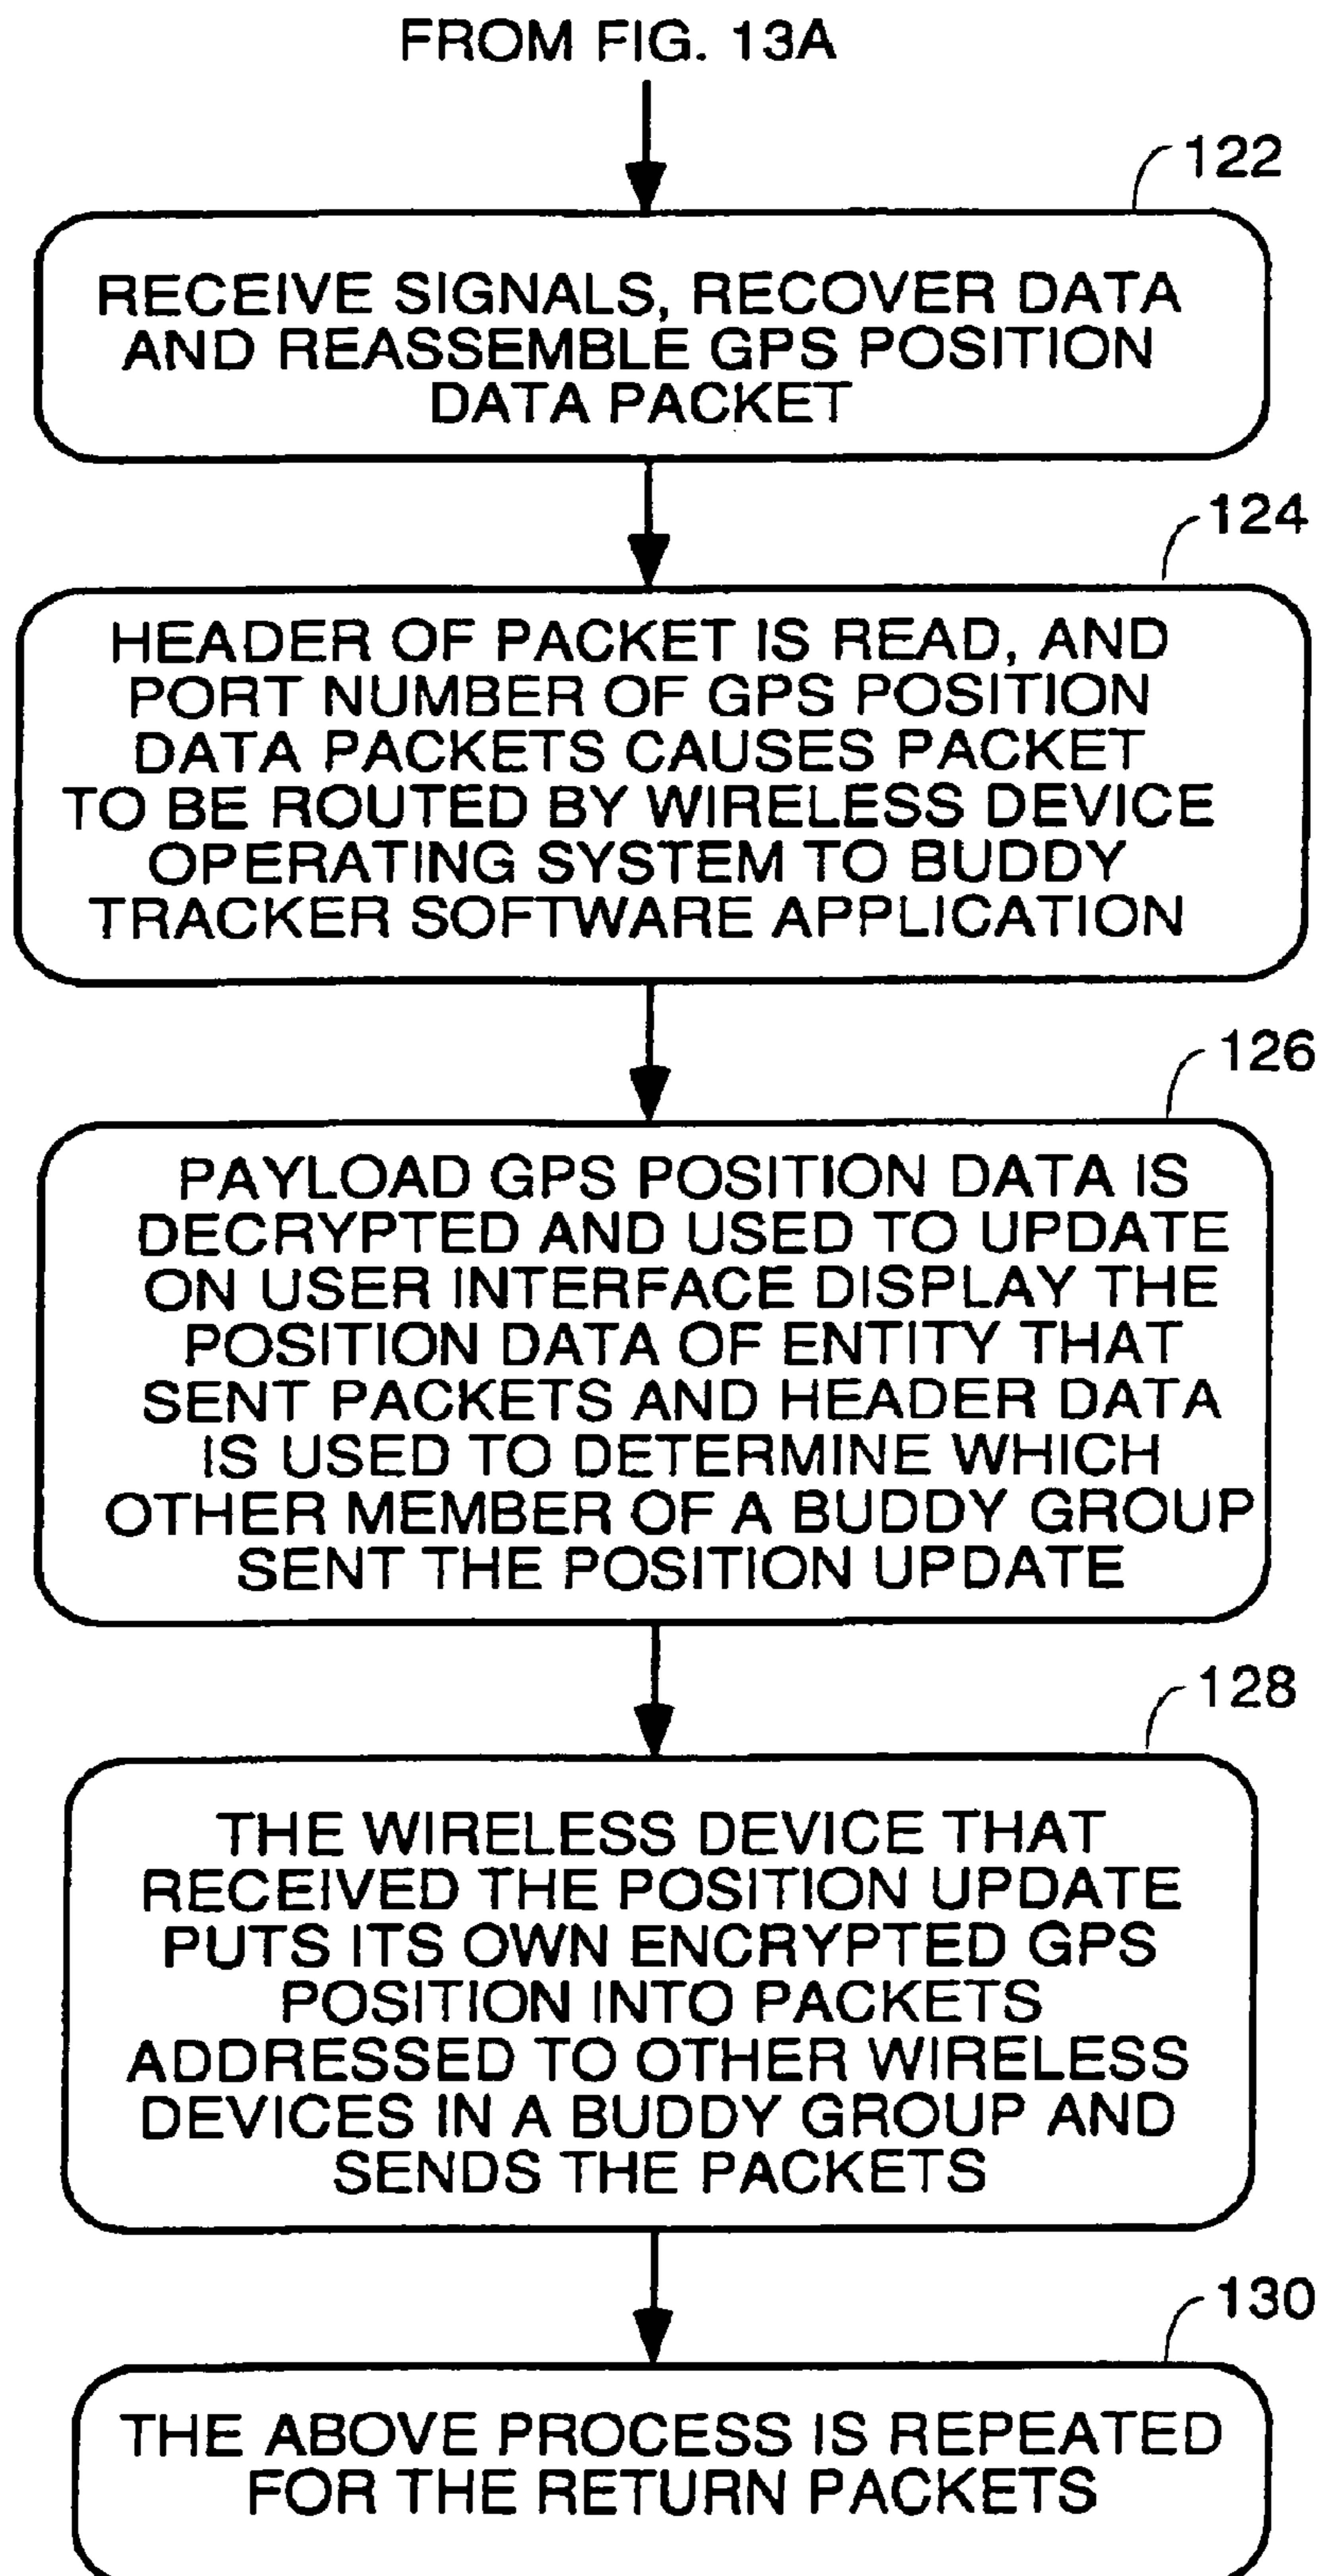 FROM FIG. 13A
122
RECEIVE SIGNALS, RECOVER DATA
AND REASSEMBLE GPS POSITION
DATA PACKET
124
HEADER OF PACKET IS READ, AND
PORT NUMBER OF GPS POSITION
DATA PACKETS CAUSES PACKET
TO BE ROUTED BY WIRELESS DEVICE
OPERATING SYSTEM TO BUDDY
TRACKER SOFTWARE APPLICATION
126
PAYLOAD GPS POSITION DATA IS
DECRYPTED AND USED TO UPDATE
ON USER INTERFACE DISPLAY THE
POSITION DATA OF ENTITY THAT
SENT PACKETS AND HEADER DATA
IS USED TO DETERMINE WHICH
OTHER MEMBER OF A BUDDY GROUP
SENT THE POSITION UPDATE
128
THE WIRELESS DEVICE THAT
RECEIVED THE POSITION UPDATE
PUTS ITS OWN ENCRYPTED GPS
POSITION INTO PACKETS
ADDRESSED TO OTHER WIRELESS
DEVICES IN A BUDDY GROUP AND
SENDS THE PACKETS
130
THE ABOVE PROCESS IS REPEATED
FOR THE RETURN PACKETS